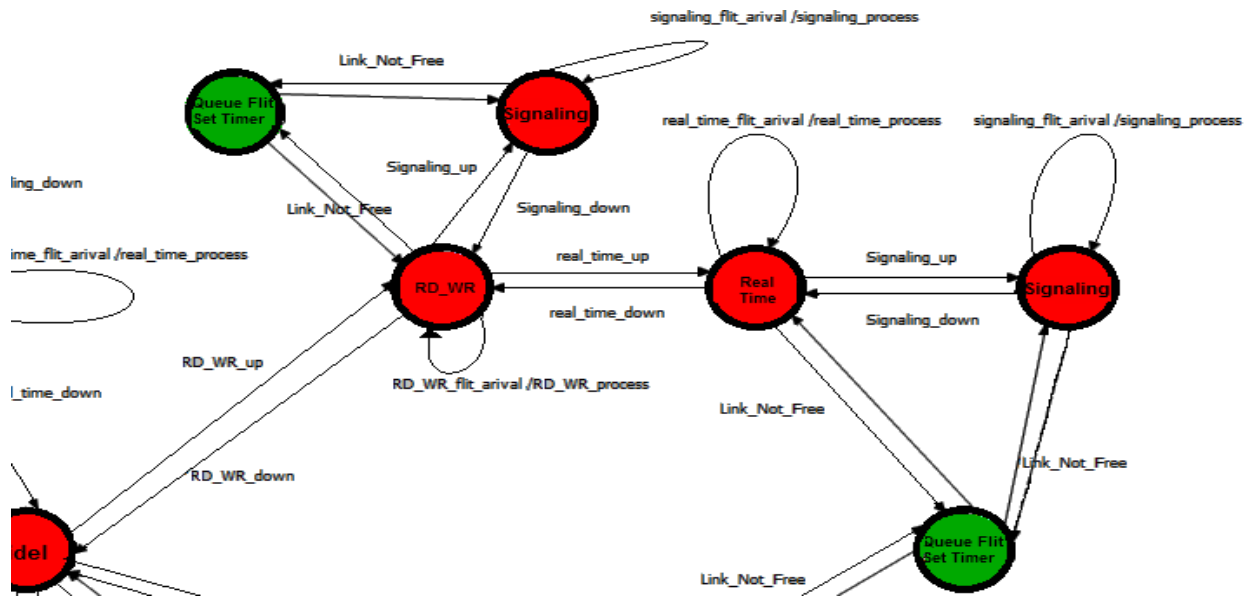 signaling_flit_arival /signaling_process
Link_Not_Free
Queue Flit
Set Timer
Signaling
real_time_flit_arival /real_time_process
signaling_flit_arival /signaling_process
Signaling_up
ling_down
Link_Not_Free
Signaling_down
ime_flit_arival /real_time_process
real_time_up
Signaling_up
RD_WR
Real
Time
Signaling
real_time_down
Signaling_down
RD_WR_up
RD_WR_flit_arival /RD_WR_process
l_time_down
Link_Not_Free
RD_WR_down
Link_Not_Free
del
Queue Flit
Set Timer
Link_Not_Free